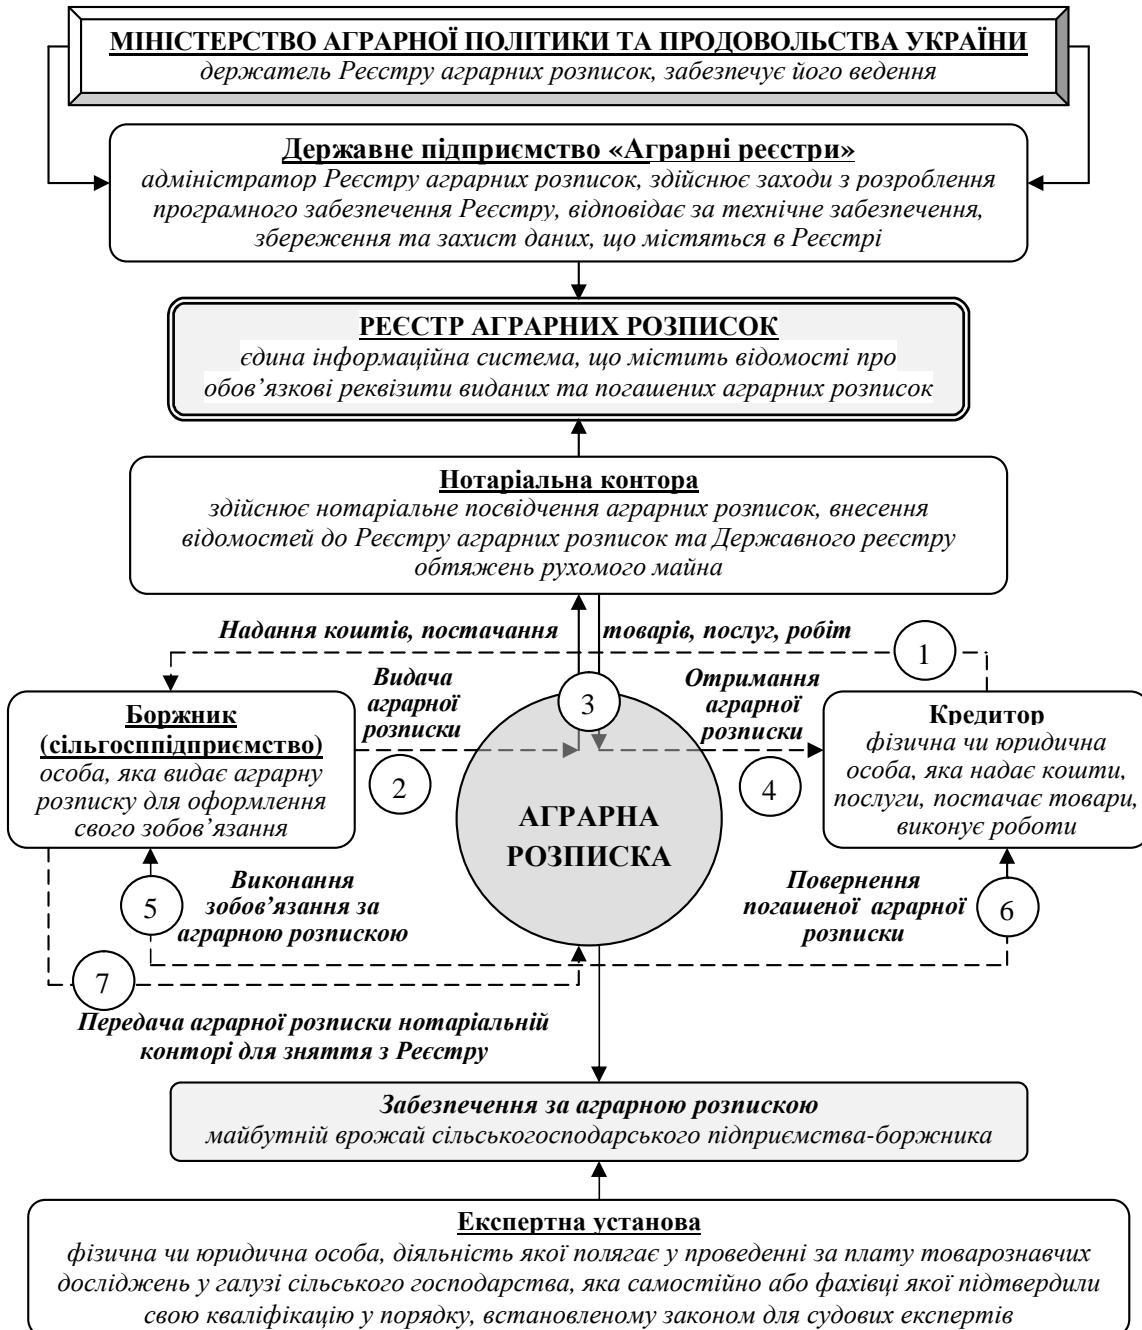 МІНІСТЕРСТВО АГРАРНОЇ ПОЛІТИКИ ТА ПРОДОВОЛЬСТВА УКРАЇНИ
держатель Реєстру аграрних розписок, забезпечує його ведення
Державне підприємство «Аграрні реєстри»
адміністратор Реєстру аграрних розписок, здійснює заходи з розроблення
програмного забезпечення Реєстру, відповідає за технічне забезпечення,
збереження та захист даних, що містяться в Реєстрі
РЕЄСТР АГРАРНИХ РОЗПИСОК
єдина інформаційна система, що містить відомості про
обов’язкові реквізити виданих та погашених аграрних розписок
Нотаріальна контора
здійснює нотаріальне посвідчення аграрних розписок, внесення
відомостей до Реєстру аграрних розписок та Державного реєстру
обтяжень рухомого майна
Надання коштів, постачання товарів, послуг, робіт
1
Видача
аграрної
розписки
2
3
Отримання
аграрної
розписки
4
Боржник
(сільгосппідприємство)
особа, яка видає аграрну
розписку для оформлення
свого зобов’язання
АГРАРНА
РОЗПИСКА
Кредитор
фізична чи юридична
особа, яка надає кошти,
послуги, постачає товари,
виконує роботи
5
Виконання
зобов’язання за
аграрною розпискою
Повернення
погашеної аграрної
розписки
6
7
Передача аграрної розписки нотаріальній
конторі для зняття з Реєстру
Забезпечення за аграрною розпискою
майбутній врожай сільськогосподарського підприємства-боржника
Експертна установа
фізична чи юридична особа, діяльність якої полягає у проведенні за плату товарознавчих
досліджень у галузі сільського господарства, яка самостійно або фахівці якої підтвердили
свою кваліфікацію у порядку, встановленому законом для судових експертів